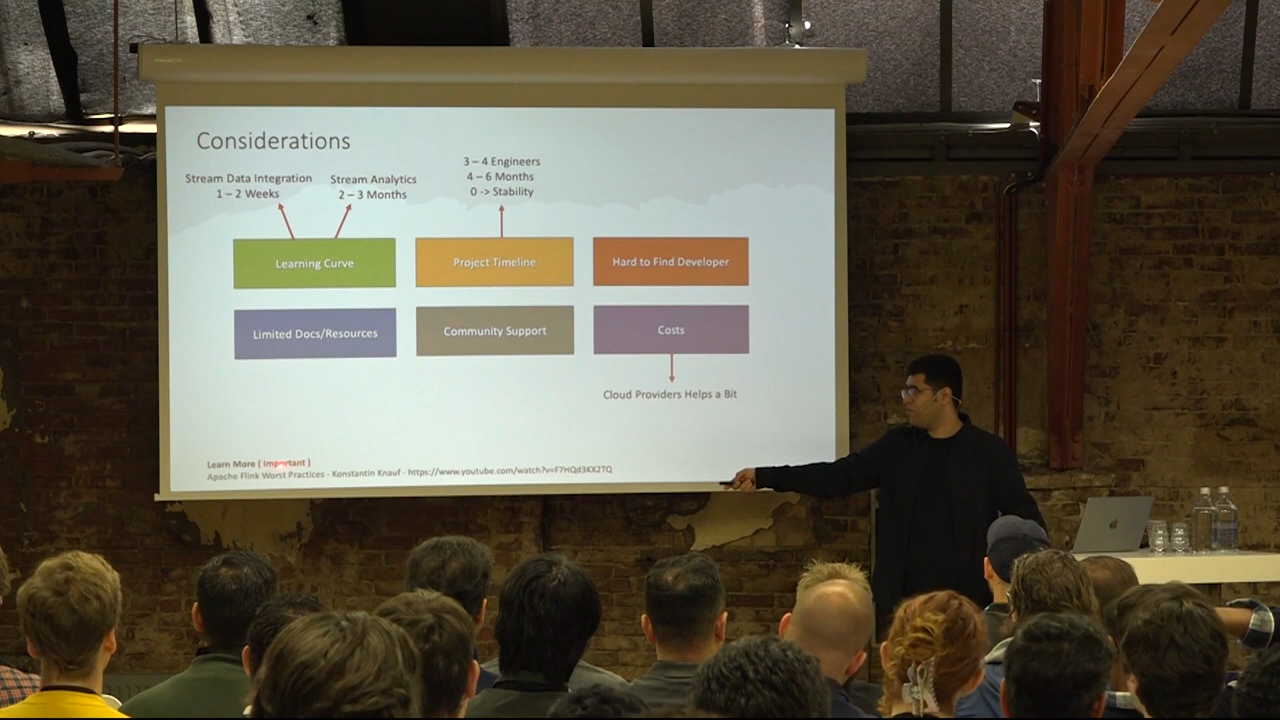 Considerations
Stream Data Integration
1 – 2 Weeks
Stream Analytics
2 – 3 Months
3 – 4 Engineers
4 – 6 Months
0 -> Stability
Learning Curve
Project Timeline
Hard to Find Developer
Limited Docs/Resources
Community Support
Costs
Cloud Providers Helps a Bit
Learn More ( Important )
Apache Flink Worst Practices - Konstantin Knauf - https://www.youtube.com/watch?v=F7HQd3KX2TQ